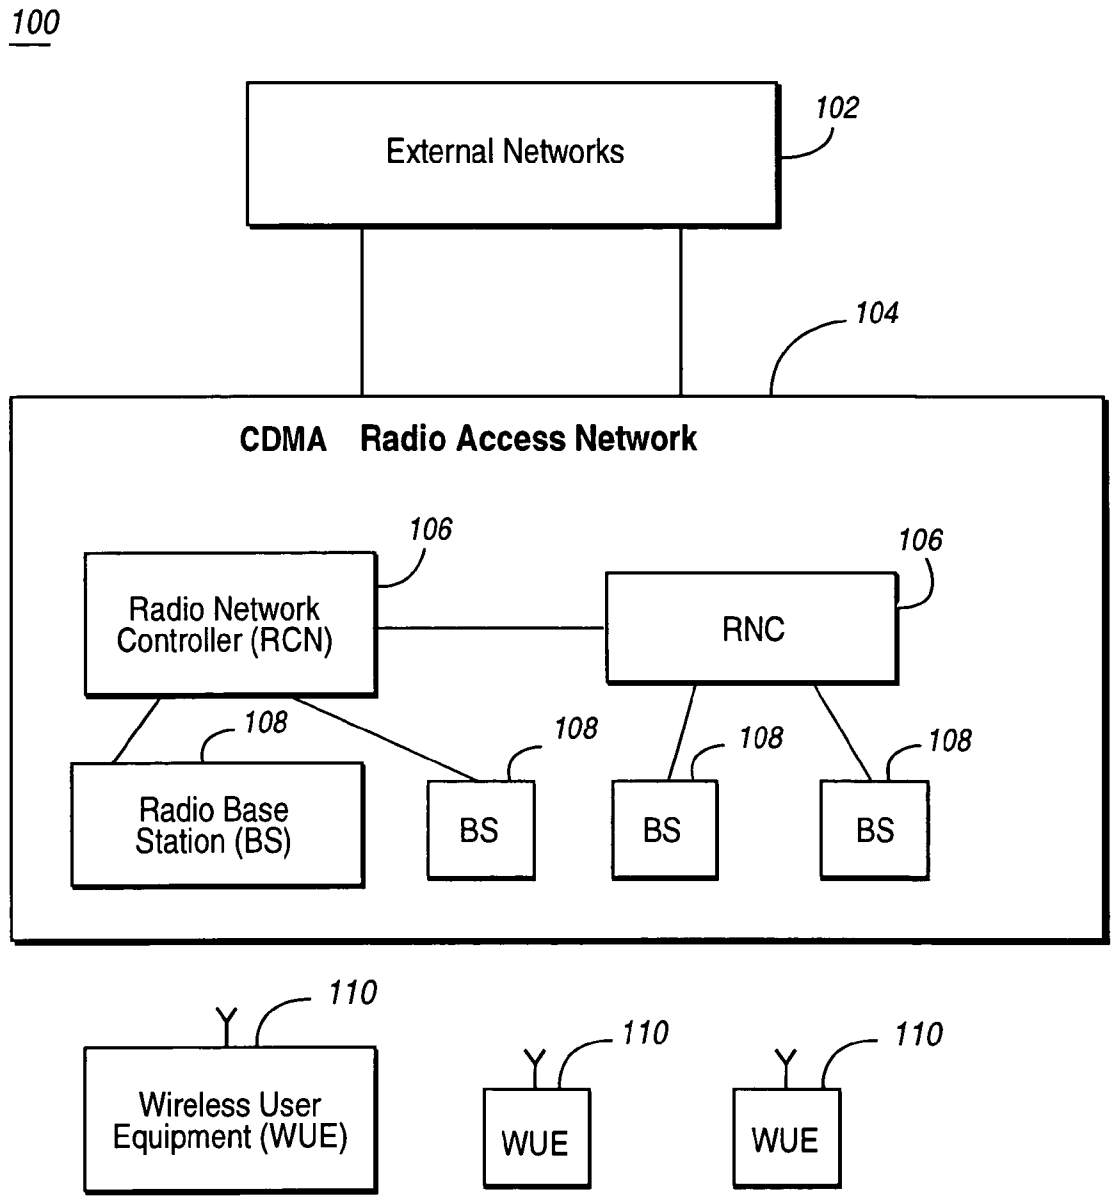 100
External Networks
102
104
CDMA Radio Access Network
106
106
Radio Network
Controller (RCN)
RNC
108
108
108
108
Radio Base
Station (BS)
BS
BS
BS
110
110
110
Wireless User
Equipment (WUE)
WUE
WUE